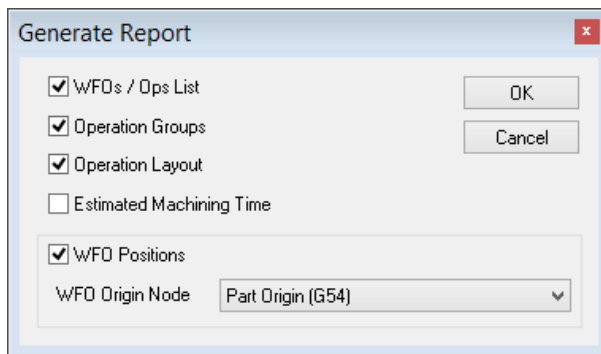 Generate Report
x
WFOs / Ops List
OK
Operation Groups
Cancel
Operation Layout
Estimated Machining Time
WFO Positions
WFO Origin Node Part Origin (G54)